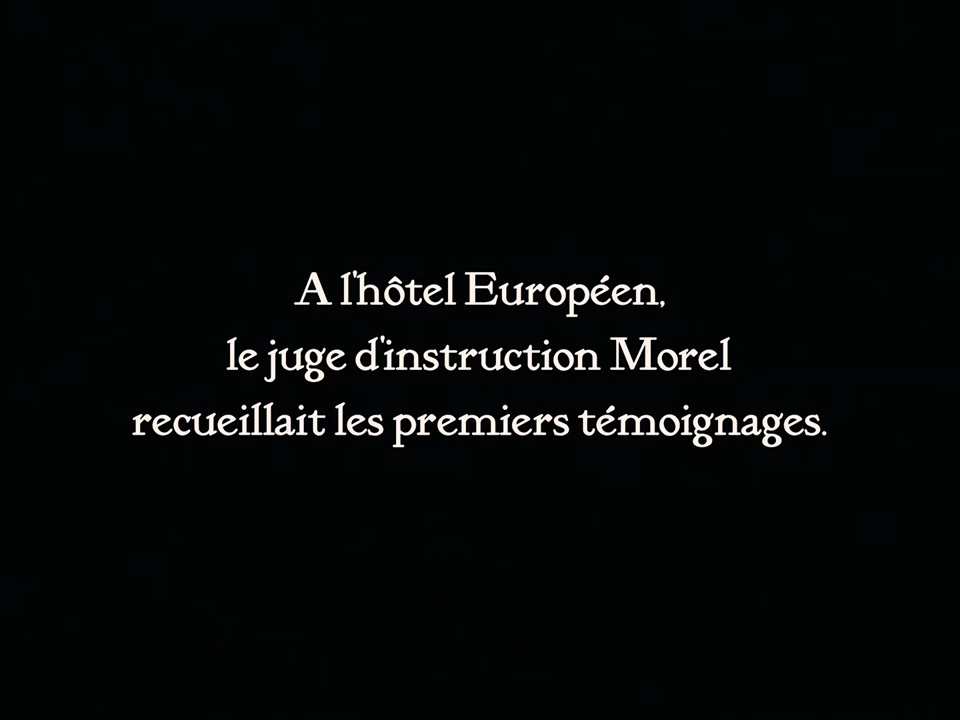 A l'hôtel Européen,
le juge d'instruction Morel
recueillait les premiers témoignages.